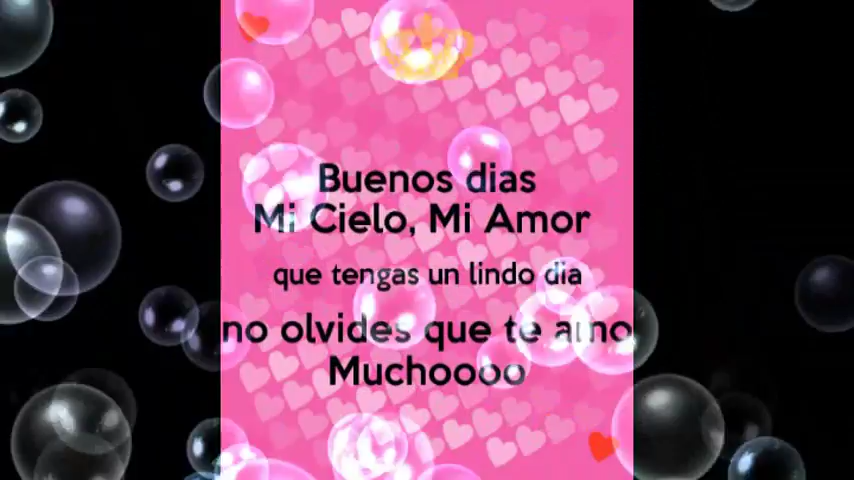 Buenos dias
Mi Cielo, Mi Amor
que tengas un lindo dia
no olvides que te amo
Muchoooo